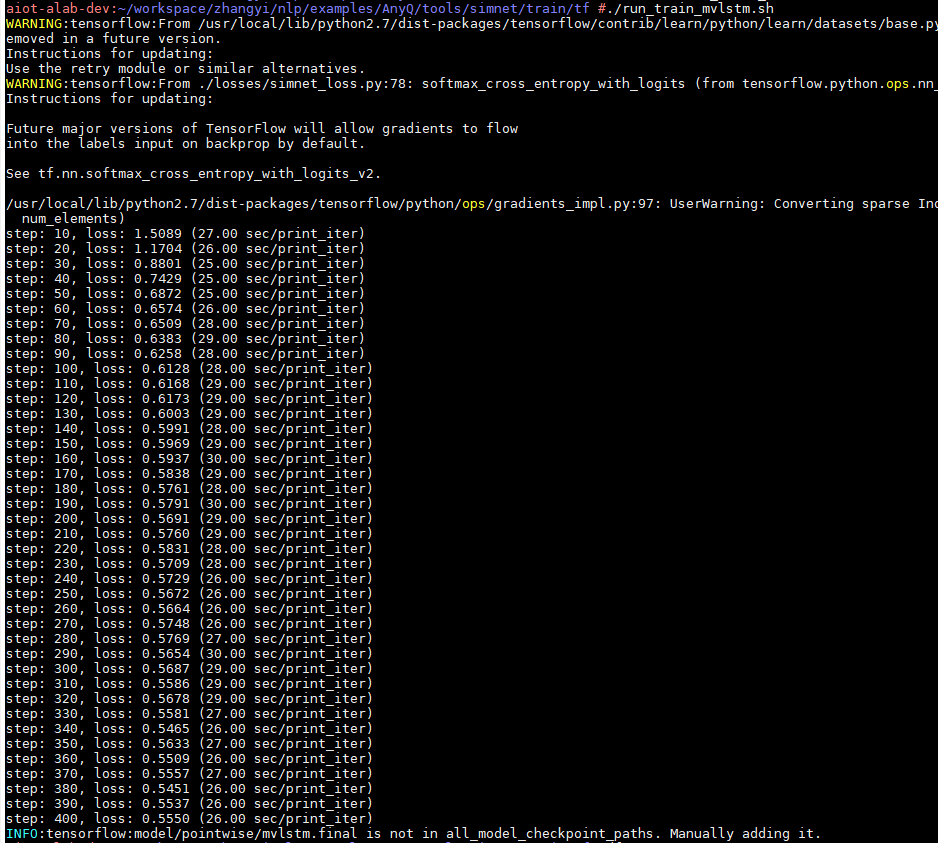 aiot-alab-dev:~/workspace/zhangyi/nlp/examples/AnyQ/tools/simnet/train/tf #./run_train_mvlstm.sh
WARNING:tensorflow:From /usr/local/lib/python2.7/dist-packages/tensorflow/contrib/learn/python/learn/datasets/base.py
emoved in a future version.
Instructions for updating:
Use the retry module or similar alternatives.
WARNING:tensorflow:From ./losses/simnet_loss.py:78: softmax_cross_entropy_with_logits (from tensorflow.python.ops.nn_
Instructions for updating:
Future major versions of TensorFlow will allow gradients to flow
into the labels input on backprop by default.
See tf.nn.softmax_cross_entropy_with_logits_v2.
/usr/local/lib/python2.7/dist-packages/tensorflow/python/ops/gradients_impl.py:97: UserWarning: Converting sparse Ind
num_elements)
step: 10, loss: 1.5089 (27.00 sec/print_iter)
step: 20, loss: 1.1704 (26.00 sec/print_iter)
step: 30, loss: 0.8801 (25.00 sec/print_iter)
step: 40, loss: 0.7429 (25.00 sec/print_iter)
step: 50, loss: 0.6872 (25.00 sec/print_iter)
step: 60, loss: 0.6574 (26.00 sec/print_iter)
step: 70, loss: 0.6509 (28.00 sec/print_iter)
step: 80, loss: 0.6383 (29.00 sec/print_iter)
step: 90, loss: 0.6258 (28.00 sec/print_iter)
step: 100, loss: 0.6128 (28.00 sec/print_iter)
step: 110, loss: 0.6168 (29.00 sec/print_iter)
step: 120, loss: 0.6173 (29.00 sec/print_iter)
step: 130, loss: 0.6003 (29.00 sec/print_iter)
step: 140, loss: 0.5991 (28.00 sec/print_iter)
step: 150, loss: 0.5969 (29.00 sec/print_iter)
step: 160, loss: 0.5937 (30.00 sec/print_iter)
step: 170, loss: 0.5838 (29.00 sec/print_iter)
step: 180, loss: 0.5761 (28.00 sec/print_iter)
step: 190, loss: 0.5791 (30.00 sec/print_iter)
step: 200, loss: 0.5691 (29.00 sec/print_iter)
step: 210, loss: 0.5760 (29.00 sec/print_iter)
step: 220, loss: 0.5831 (28.00 sec/print_iter)
step: 230, loss: 0.5709 (28.00 sec/print_iter)
step: 240, loss: 0.5729 (26.00 sec/print_iter)
step: 250, loss: 0.5672 (26.00 sec/print_iter)
step: 260, loss: 0.5664 (26.00 sec/print_iter)
step: 270, loss: 0.5748 (26.00 sec/print_iter)
step: 280, loss: 0.5769 (27.00 sec/print_iter)
step: 290, loss: 0.5654 (30.00 sec/print_iter)
step: 300, loss: 0.5687 (29.00 sec/print_iter)
step: 310, loss: 0.5586 (29.00 sec/print_iter)
step: 320, loss: 0.5678 (29.00 sec/print_iter)
step: 330, loss: 0.5581 (27.00 sec/print_iter)
step: 340, loss: 0.5465 (26.00 sec/print_iter)
step: 350, loss: 0.5633 (27.00 sec/print_iter)
step: 360, loss: 0.5509 (26.00 sec/print_iter)
step: 370, loss: 0.5557 (27.00 sec/print_iter)
step: 380, loss: 0.5451 (26.00 sec/print_iter)
step: 390, loss: 0.5537 (26.00 sec/print_iter)
step: 400, loss: 0.5550 (26.00 sec/print_iter)
INFO:tensorflow:model/pointwise/mvlstm.final is not in all_model_checkpoint_paths. Manually adding it.